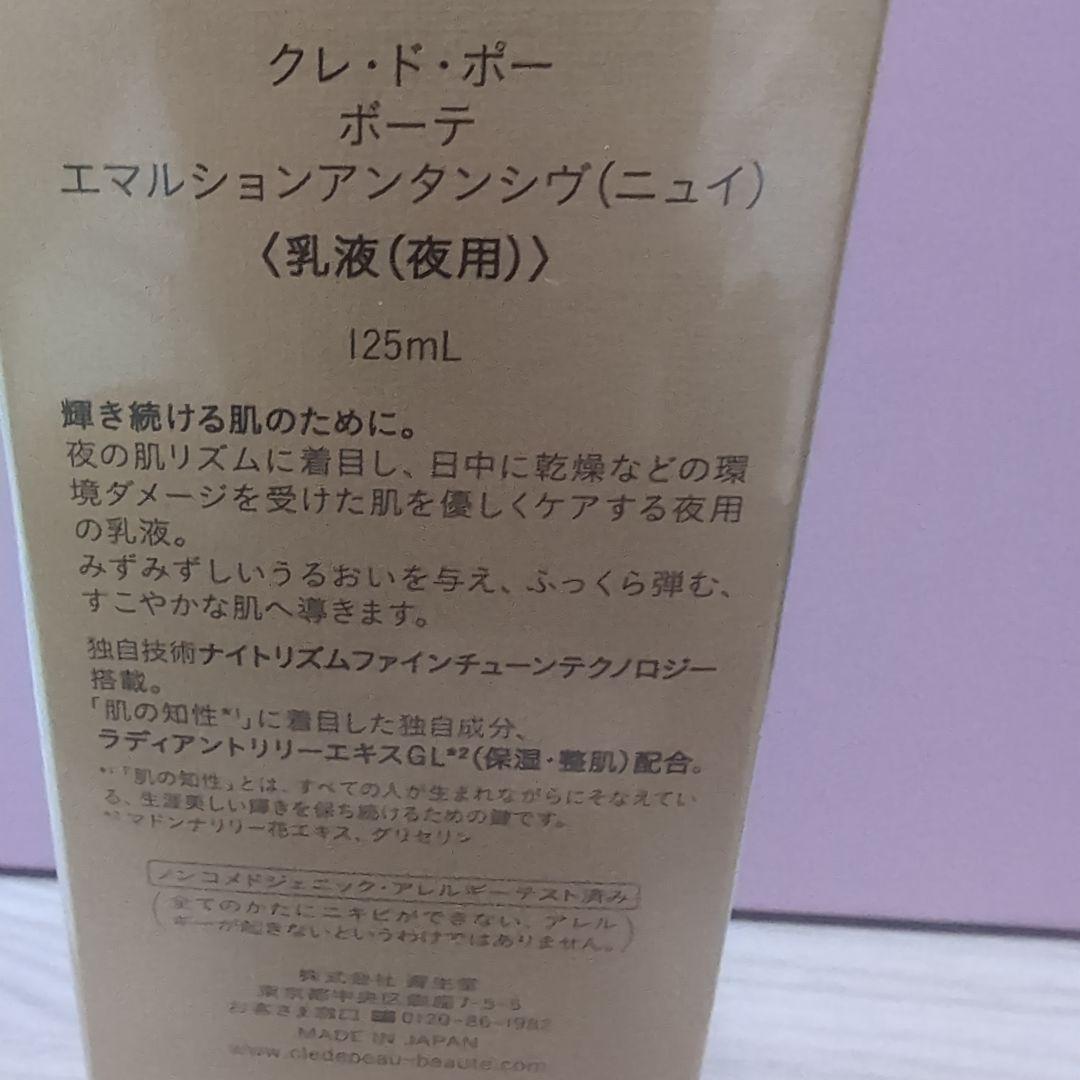 クレ・ド・ポー
ボーテ
エマルションアンタンシヴ(ニュイ)
〈乳液(夜用)〉
125mL
輝き続ける肌のために。
夜の肌リズムに着目し、日中に乾燥などの環
境ダメージを受けた肌を優しくケアする夜用
の乳液。
みずみずしいうるおいを与え、ふっくら弾む、
すこやかな肌へ導きます。
独自技術ナイトリズムファインチューンテクノロジー
搭載。
「肌の知性*¹」に着目した独自成分、
ラディアントリリーエキスGL*²(保湿・整肌)配合。
*¹「肌の知性」とは、すべての人が生まれながらにそなえてい
る、生涯美しい輝きを保ち続けるための鍵です。
*² マドンナリリー花エキス、グリセリン
ノンコメドジェニック・アレルギーテスト済み
(全てのかたにニキビができない、アレル
ギーが起きないというわけではありません。)
株式会社 資生堂
東京都中央区銀座7-5-5
お客さま窓口 0120-86-1982
MADE IN JAPAN
www.cledepeau-beaute.com